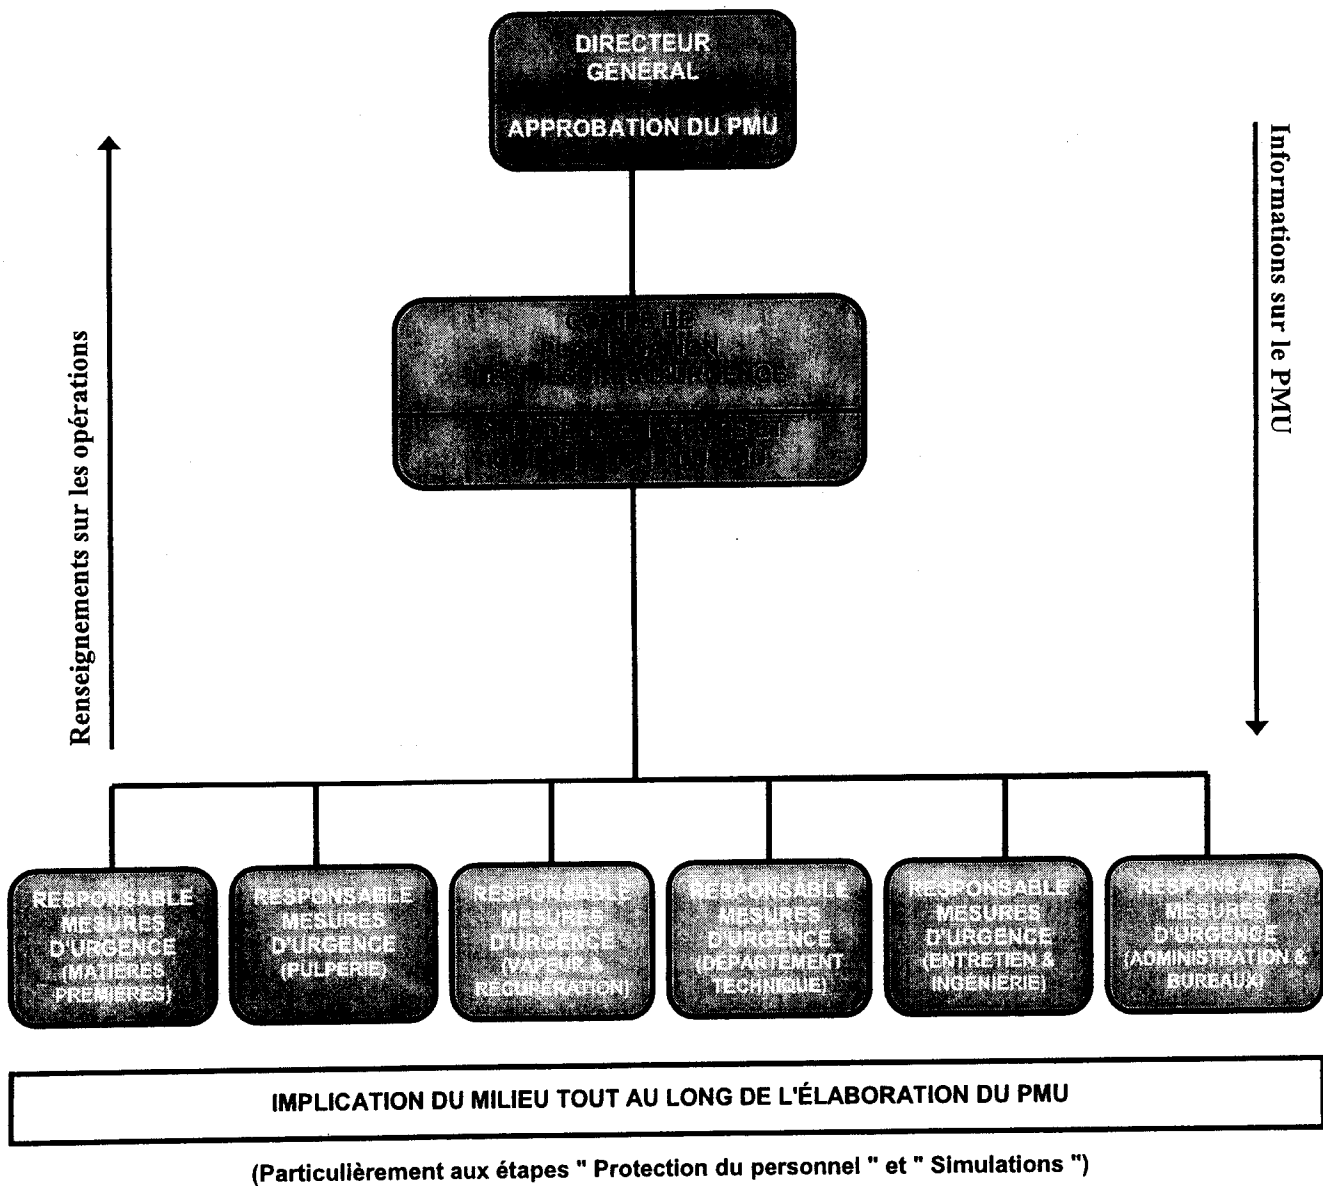 DIRECTEUR
GÉNÉRAL
APPROBATION DU PMU
Renseignements sur les opérations
Informations sur le PMU
RESPONSABLE
MESURES
D'URGENCE
(MATIÈRES
PREMIÈRES)
RESPONSABLE
MESURES
D'URGENCE
(PULPERIE)
RESPONSABLE
MESURES
D'URGENCE
(VAPEUR &
RÉCUPÉRATION)
RESPONSABLE
MESURES
D'URGENCE
(DÉPARTEMENT
TECHNIQUE)
RESPONSABLE
MESURES
D'URGENCE
(ENTRETIEN &
INGÉNIERIE)
RESPONSABLE
MESURES
D'URGENCE
(ADMINISTRATION &
BUREAUX)
IMPLICATION DU MILIEU TOUT AU LONG DE L'ÉLABORATION DU PMU
(Particulièrement aux étapes " Protection du personnel " et " Simulations ")